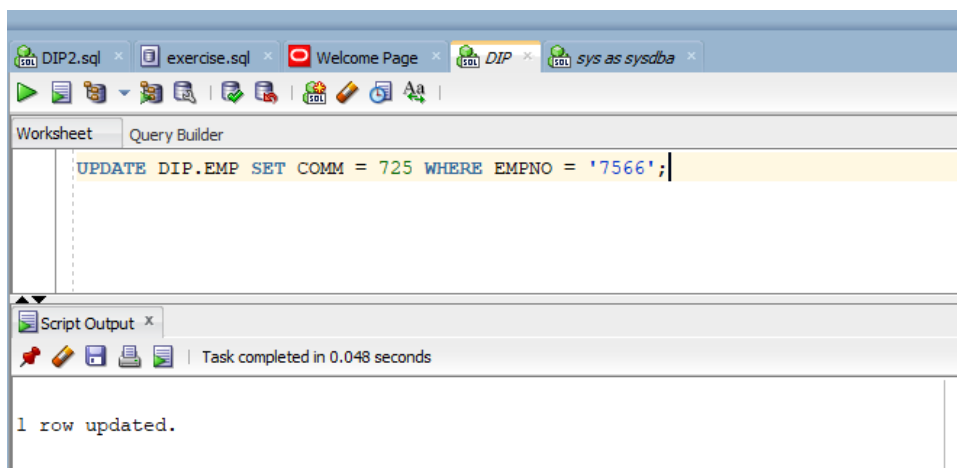 DIP2.sql exercise.sql Welcome Page DIP sys as sysdba
Worksheet Query Builder
UPDATE DIP.EMP SET COMM = 725 WHERE EMPNO = '7566';
Script Output
Task completed in 0.048 seconds
1 row updated.